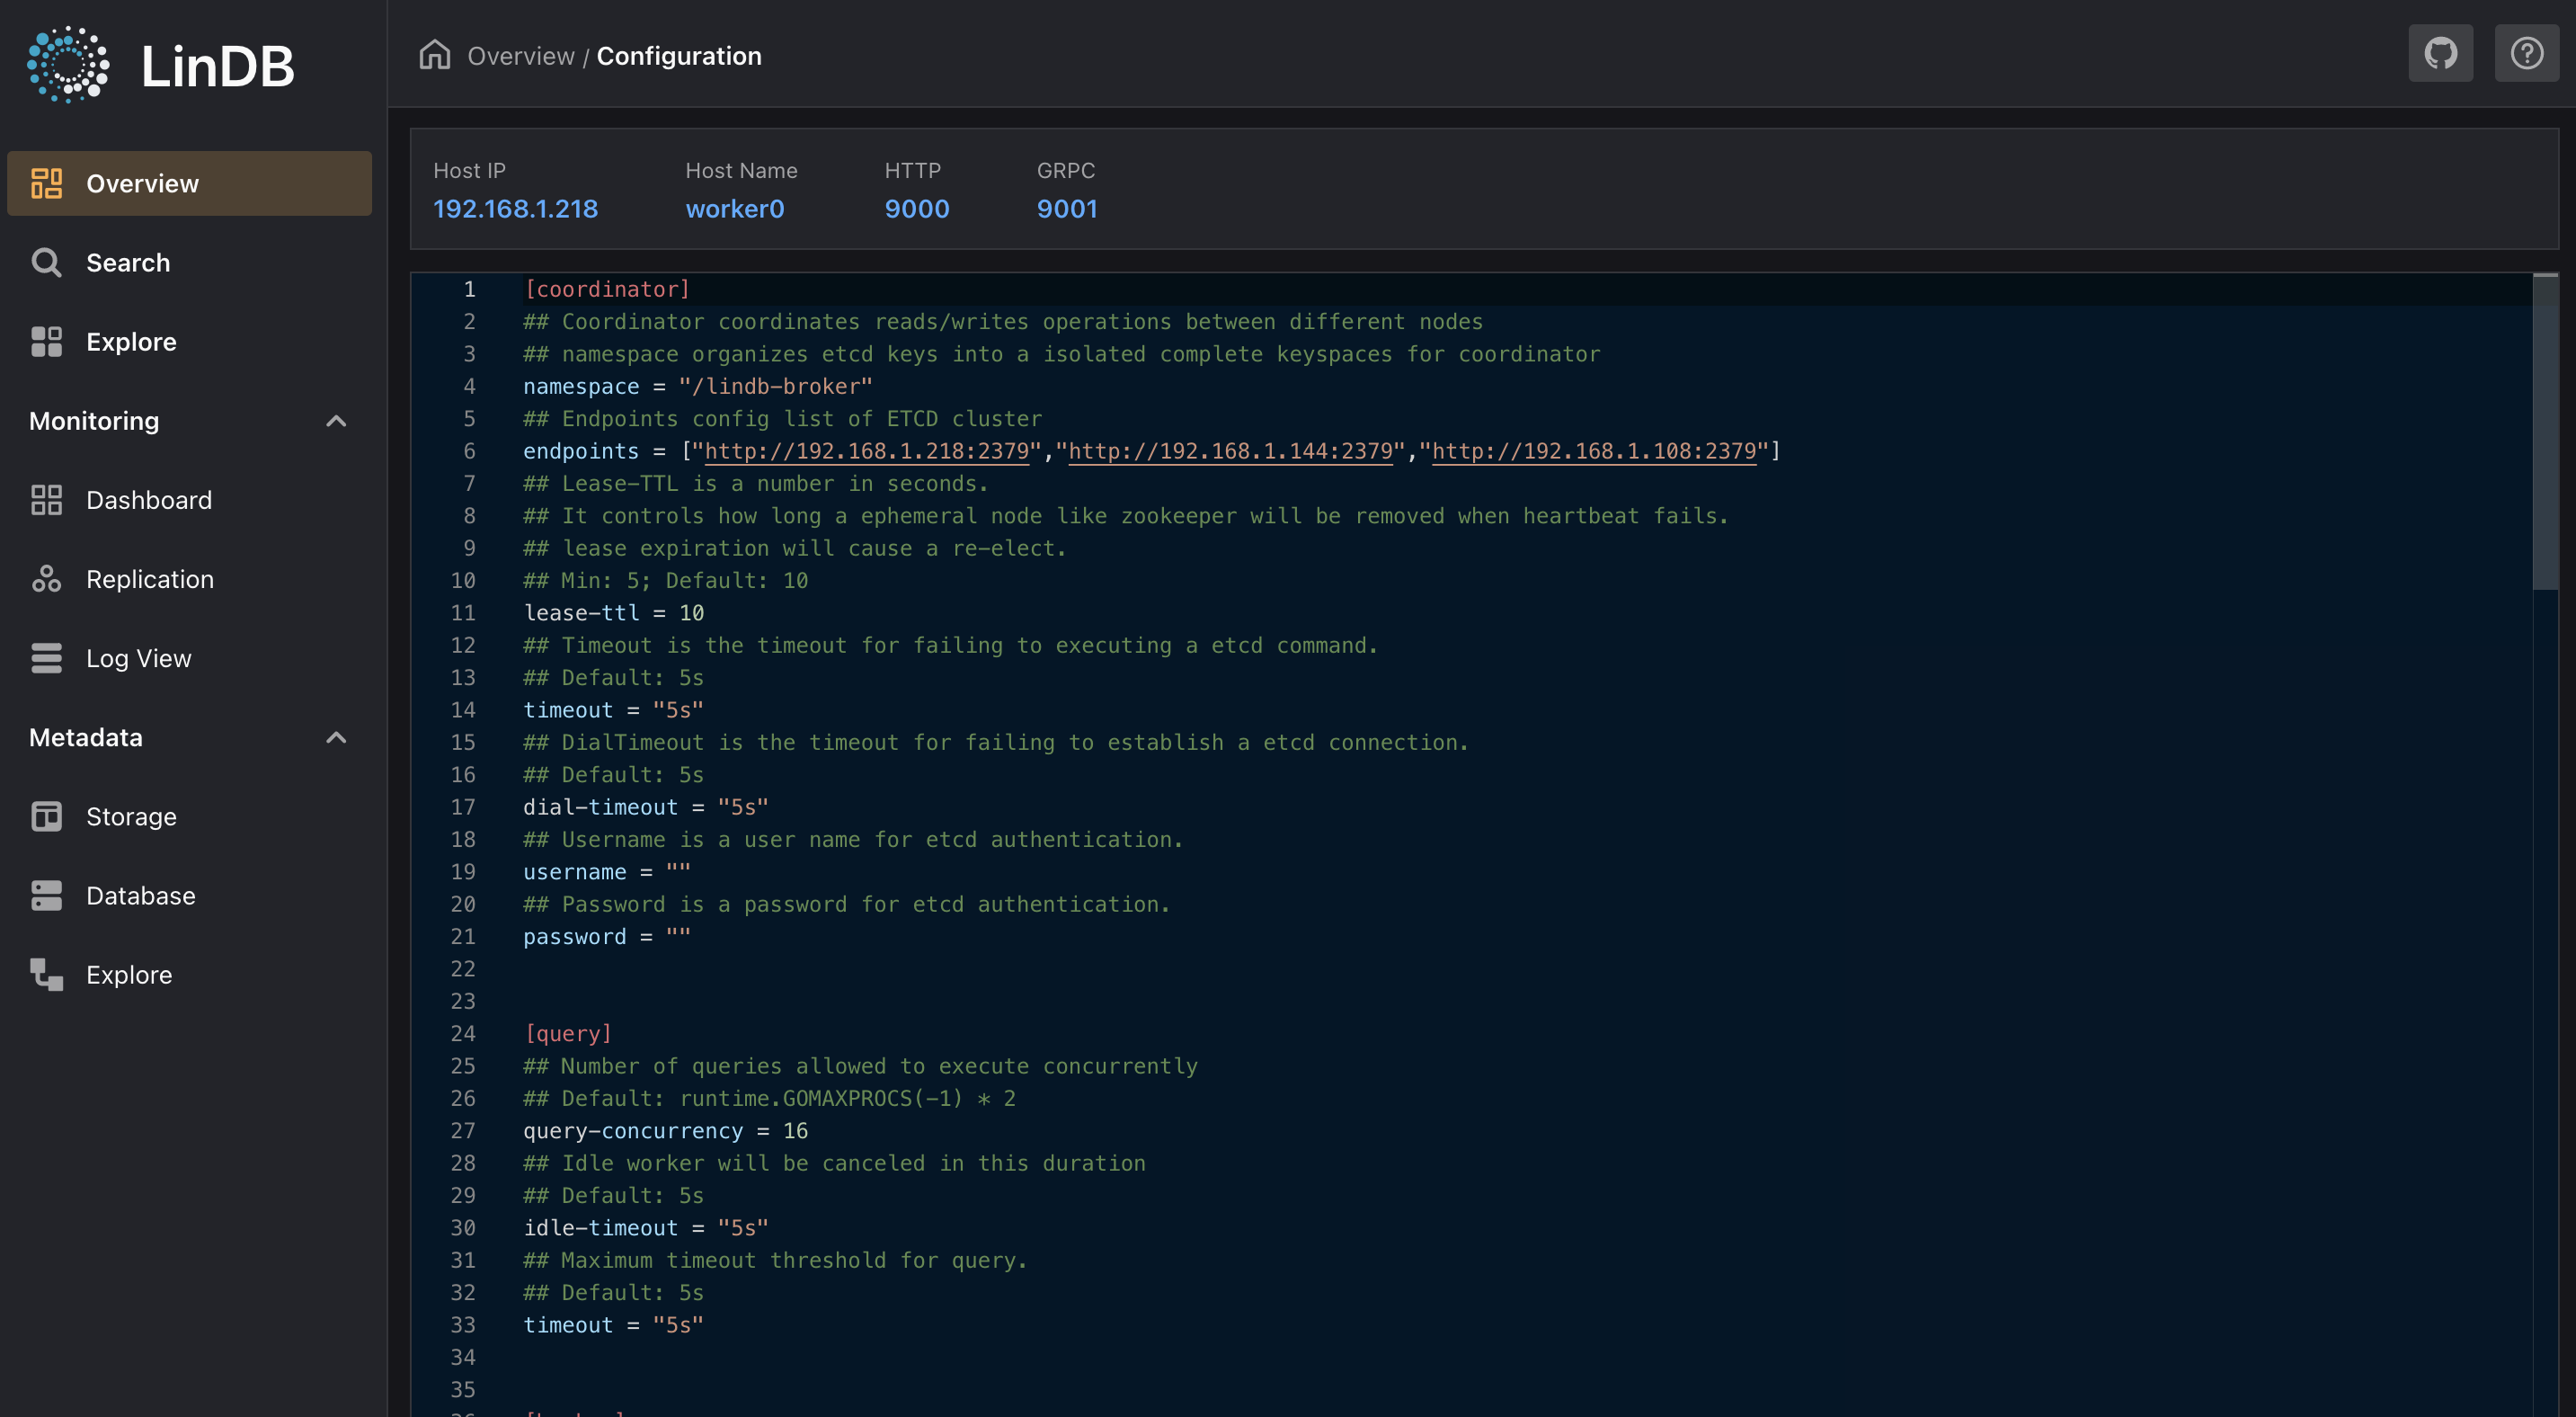 LinDB
Overview
Search
Explore
Monitoring
Dashboard
Replication
Log View
Metadata
Storage
Database
Explore
Overview / Configuration
Host IP
192.168.1.218
Host Name
worker0
HTTP
9000
GRPC
9001
1 [coordinator]
2 ## Coordinator coordinates reads/writes operations between different nodes
3 ## namespace organizes etcd keys into a isolated complete keyspaces for coordinator
4 namespace = "/lindb-broker"
5 ## Endpoints config list of ETCD cluster
6 endpoints = ["http://192.168.1.218:2379","http://192.168.1.144:2379","http://192.168.1.108:2379"]
7 ## Lease-TTL is a number in seconds.
8 ## It controls how long a ephemeral node like zookeeper will be removed when heartbeat fails.
9 ## lease expiration will cause a re-elect.
10 ## Min: 5; Default: 10
11 lease-ttl = 10
12 ## Timeout is the timeout for failing to executing a etcd command.
13 ## Default: 5s
14 timeout = "5s"
15 ## DialTimeout is the timeout for failing to establish a etcd connection.
16 ## Default: 5s
17 dial-timeout = "5s"
18 ## Username is a user name for etcd authentication.
19 username = ""
20 ## Password is a password for etcd authentication.
21 password = ""
22
23
24 [query]
25 ## Number of queries allowed to execute concurrently
26 ## Default: runtime.GOMAXPROCS(-1) * 2
27 query-concurrency = 16
28 ## Idle worker will be canceled in this duration
29 ## Default: 5s
30 idle-timeout = "5s"
31 ## Maximum timeout threshold for query.
32 ## Default: 5s
33 timeout = "5s"
34
35